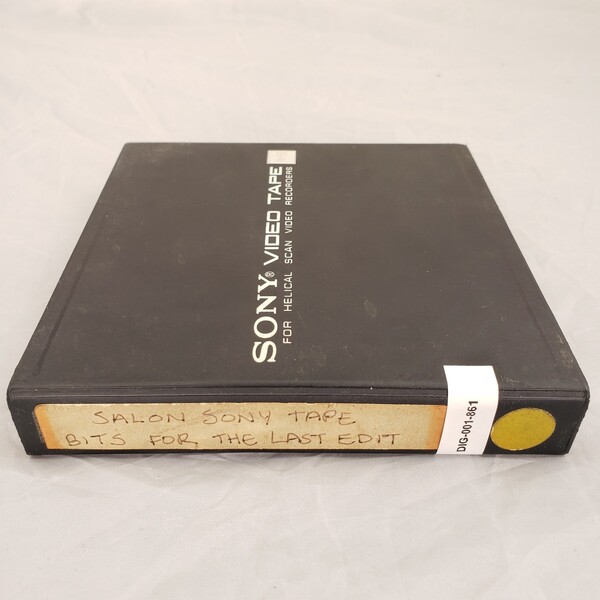 SONY® VIDEO TAPE
FOR HELICAL SCAN VIDEO RECORDERS
SALON SONY TAPE
BITS FOR THE LAST EDIT
DIG-001-861